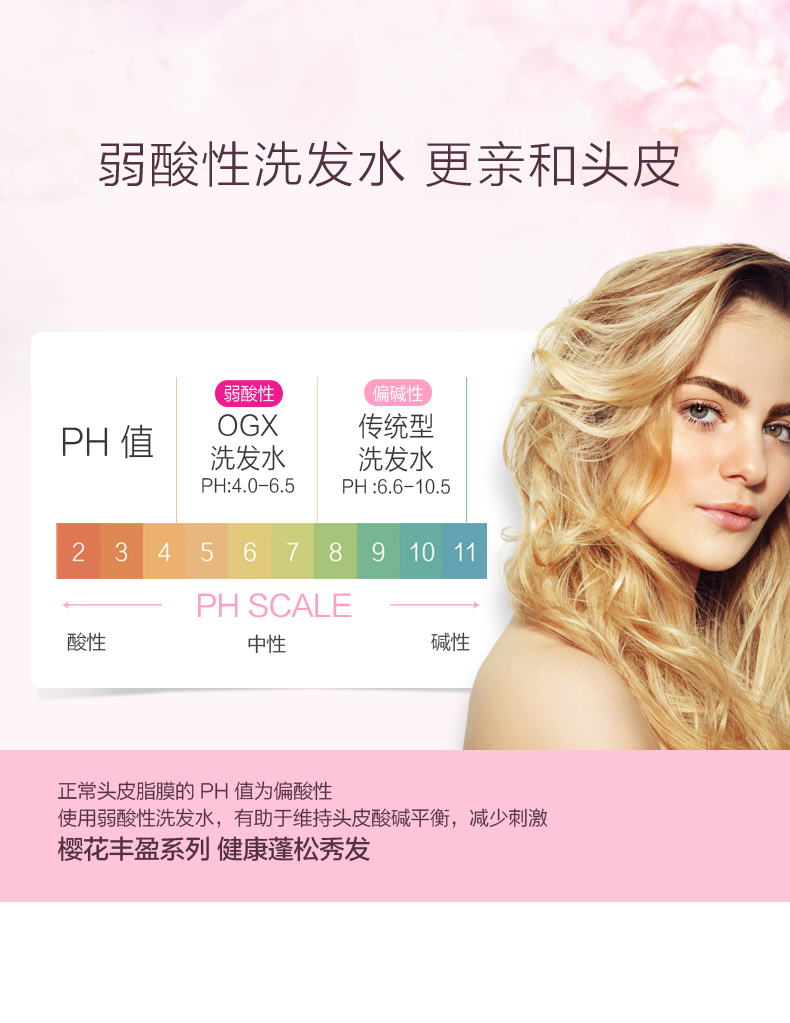 弱酸性洗发水 更亲和头皮
PH 值
弱酸性
OGX
洗发水
PH:4.0-6.5
偏碱性
传统型
洗发水
PH :6.6-10.5
2 3 4 5 6 7 8 9 10 11
PH SCALE
酸性 中性 碱性
正常头皮脂膜的 PH 值为偏酸性
使用弱酸性洗发水，有助于维持头皮酸碱平衡，减少刺激
樱花丰盈系列 健康蓬松秀发